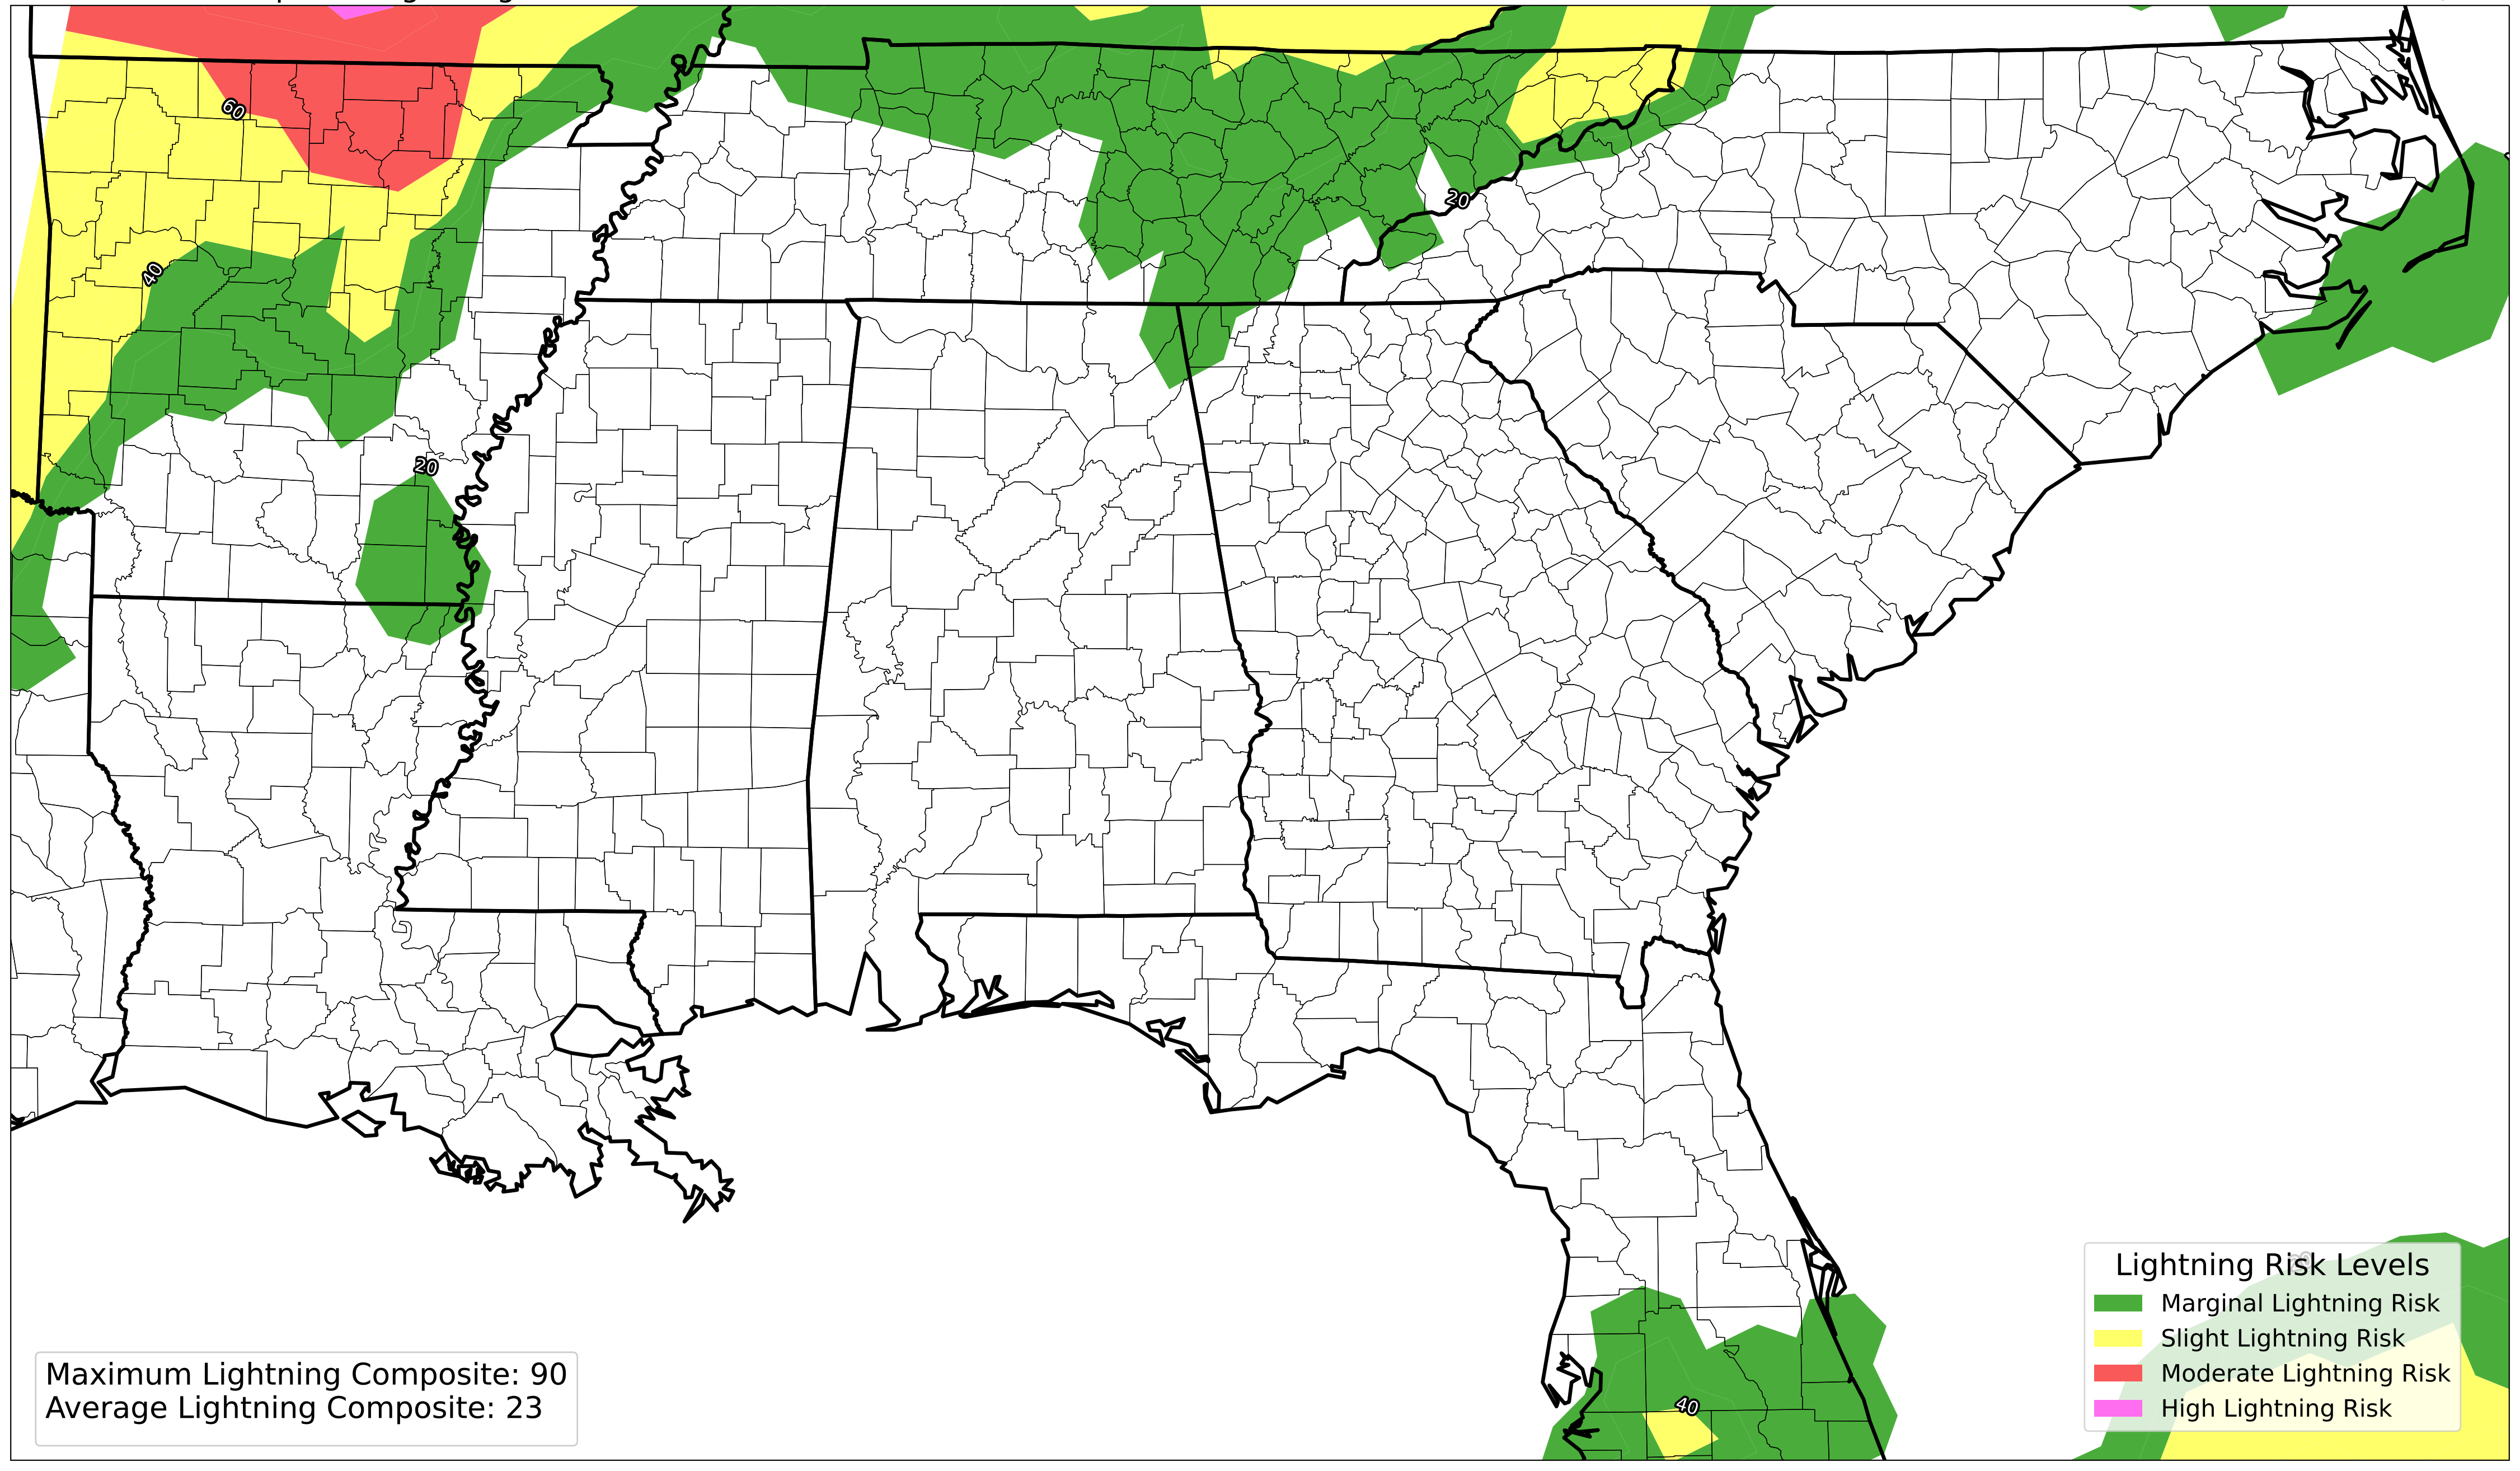 60
20
40
20
Lightning Risk Levels
Marginal Lightning Risk
Slight Lightning Risk
Moderate Lightning Risk
High Lightning Risk
Maximum Lightning Composite: 90
Average Lightning Composite: 23
40